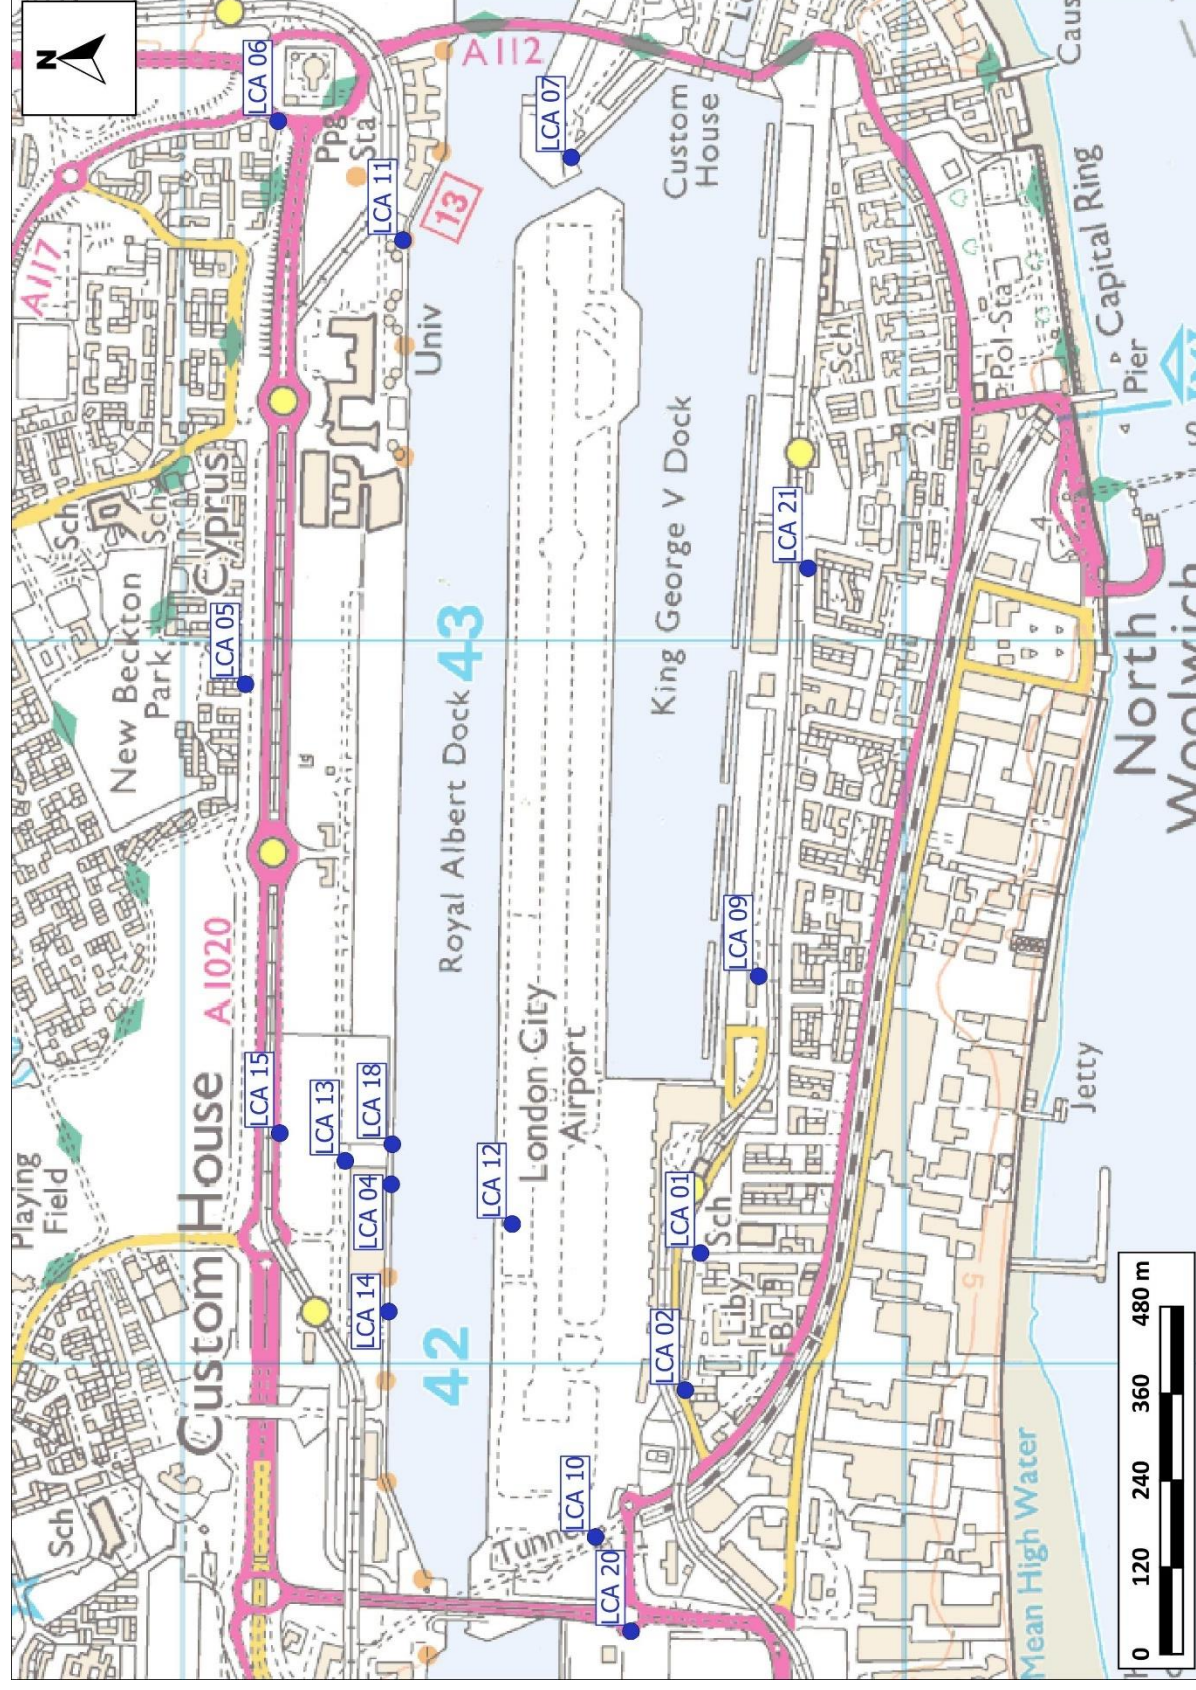 N
LCA 06
A112
A117
Ppg
Sta
LCA 11
LCA 07
13
Custom
House
Caus
Univ
Capital Ring
Pier
Pol Sta
Sch
Sch
Sch
Cyprus
New Beckton
Park
LCA 05
LCA 21
King George V Dock
Royal Albert Dock
43
North
Woolwich
A1020
LCA 09
London City
Airport
Custom House
Playing
Field
LCA 15
LCA 13
LCA 18
LCA 04
LCA 14
LCA 12
LCA 01
LCA 02
Sch
Liby
FB
Jetty
5
42
LCA 10
Tunnel
LCA 20
Sch
Mean High Water
0 120 240 360 480 m